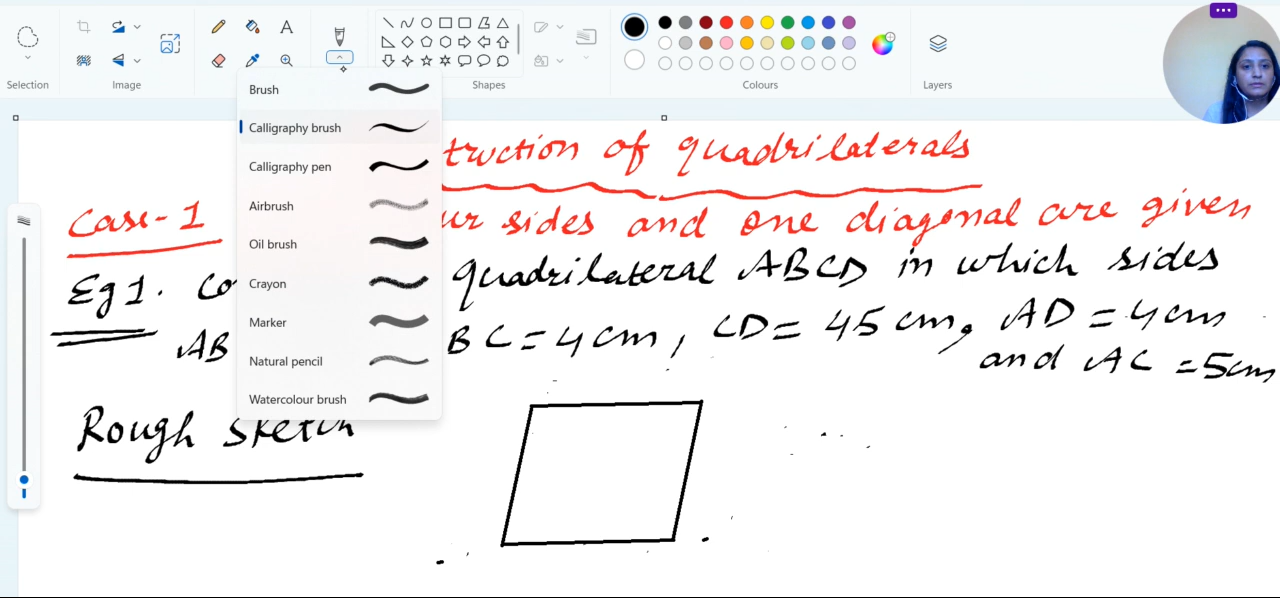 Selection
Image
Shapes
Colours
Layers
Brush
Calligraphy brush
Calligraphy pen
Airbrush
Oil brush
Crayon
Marker
Natural pencil
Watercolour brush
truction of quadrilaterals
Case-1 ur sides and one diagonal are given
Eg1. Co quadrilateral ABCD in which sides
AB BC = 4cm, CD = 45 cm, AD = 4cm
and AC = 5cm
Rough Sketch